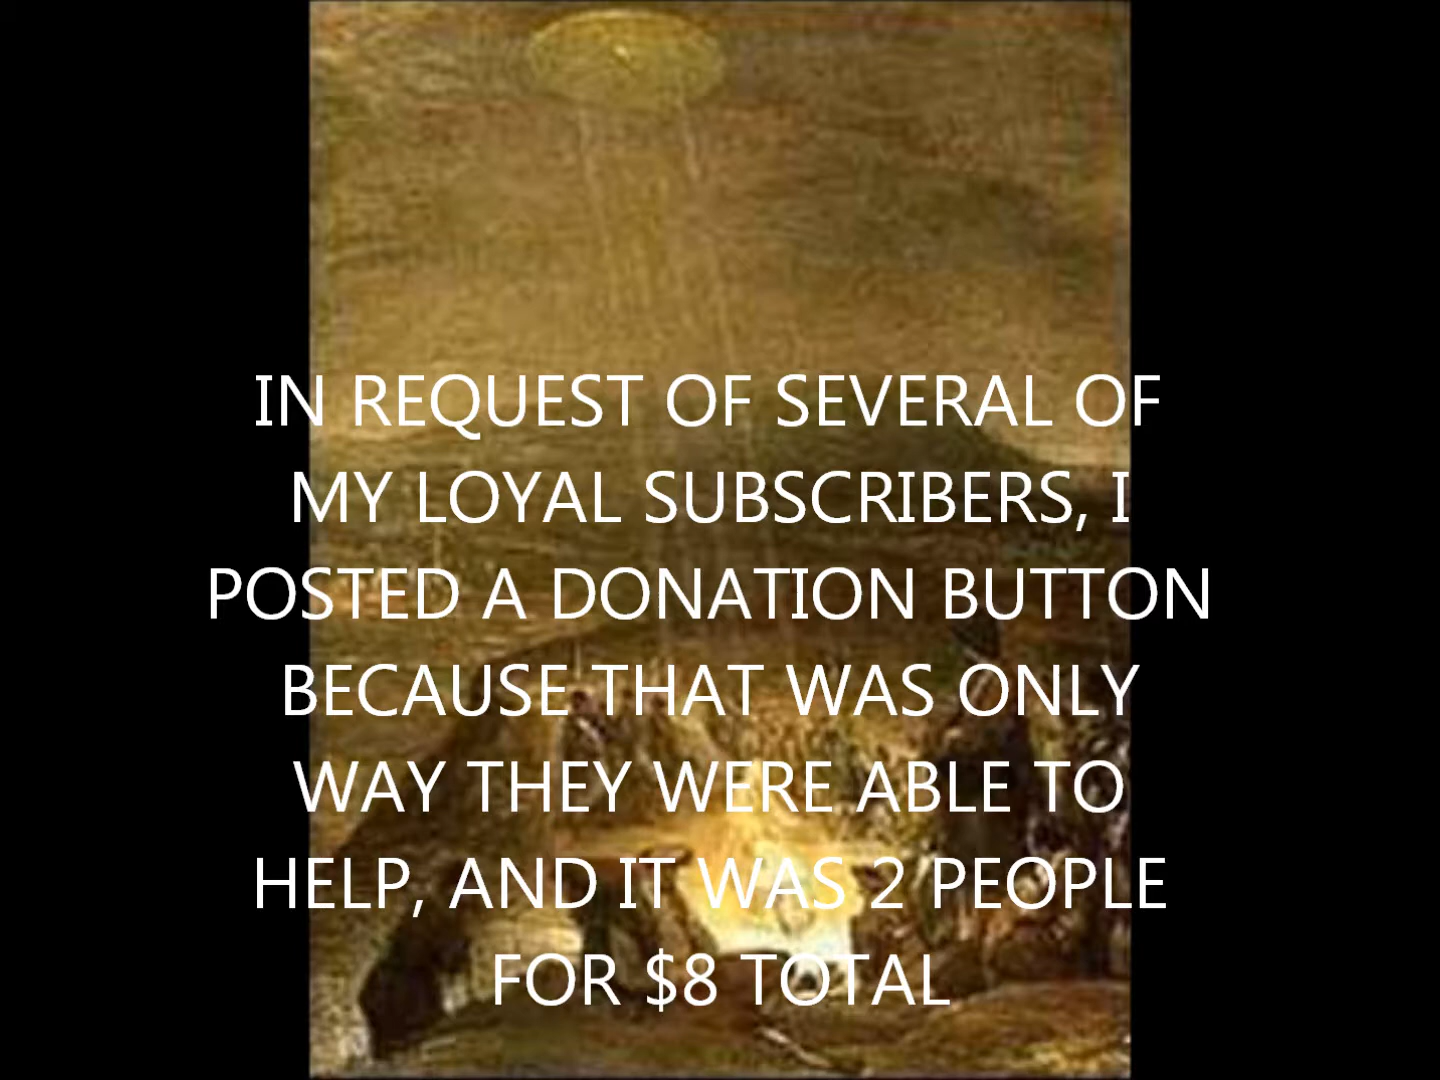 IN REQUEST OF SEVERAL OF
MY LOYAL SUBSCRIBERS, I
POSTED A DONATION BUTTON
BECAUSE THAT WAS ONLY
WAY THEY WERE ABLE TO
HELP, AND IT WAS 2 PEOPLE
FOR $8 TOTAL